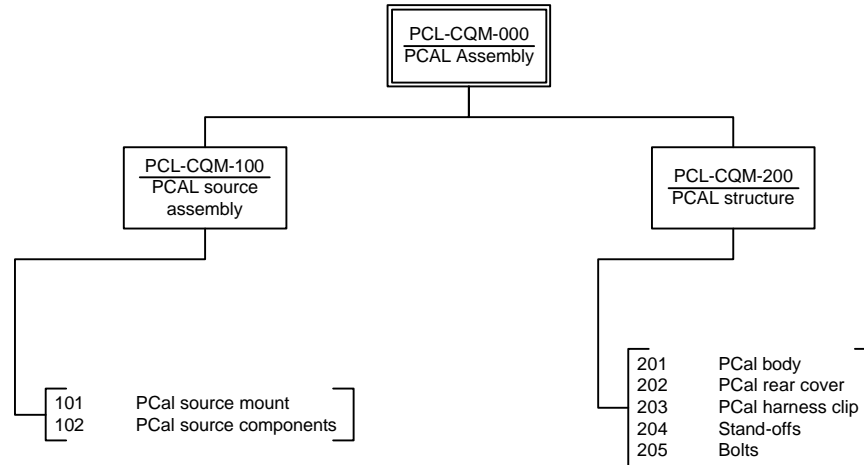 PCL-CQM-000
PCAL Assembly
PCL-CQM-100
PCAL source
assembly
PCL-CQM-200
PCAL structure
101 PCal source mount
102 PCal source components
201 PCal body
202 PCal rear cover
203 PCal harness clip
204 Stand-offs
205 Bolts